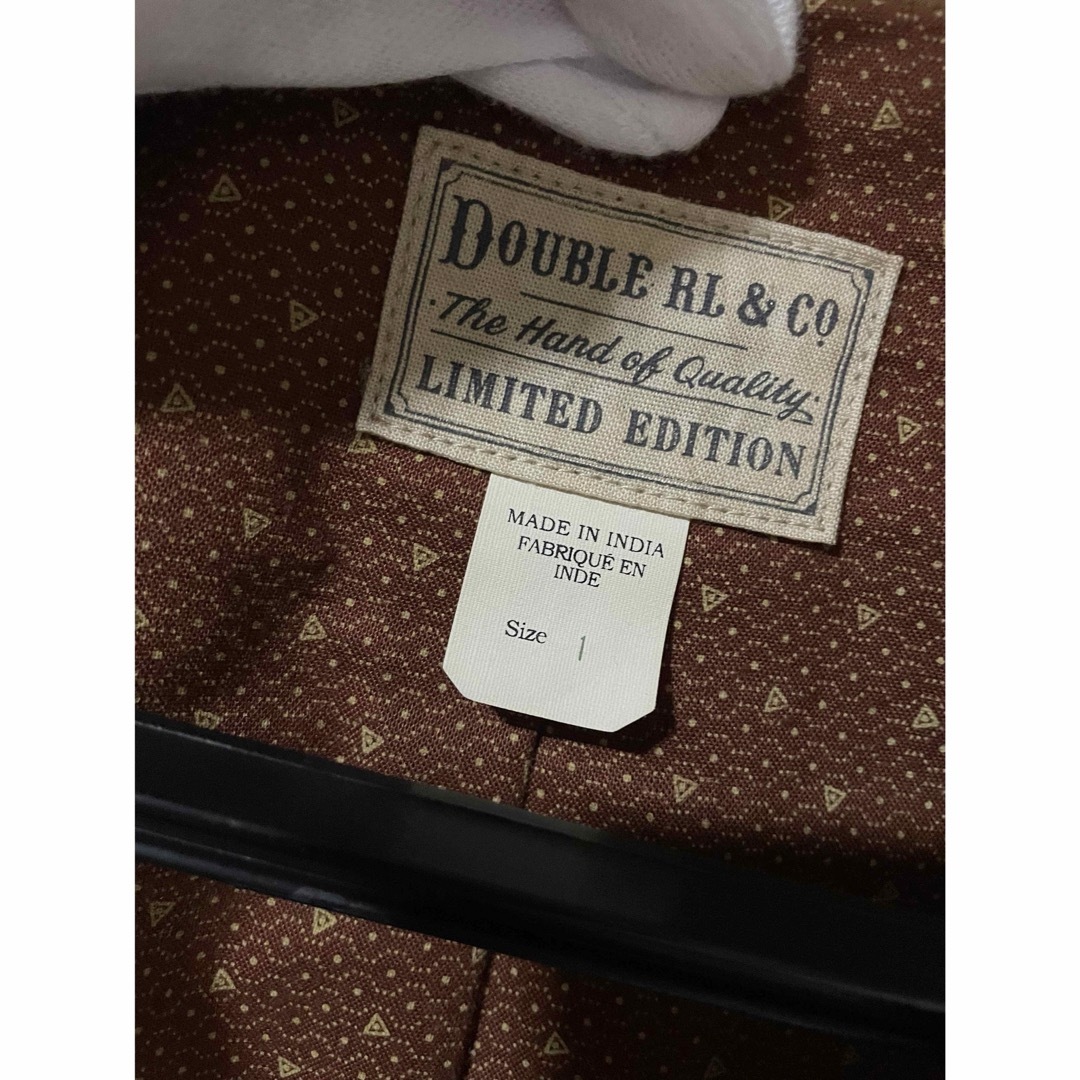 DOUBLE RL & CO
·The Hand of Quality·
LIMITED EDITION
MADE IN INDIA
FABRIQUÉ EN
INDE
Size 1